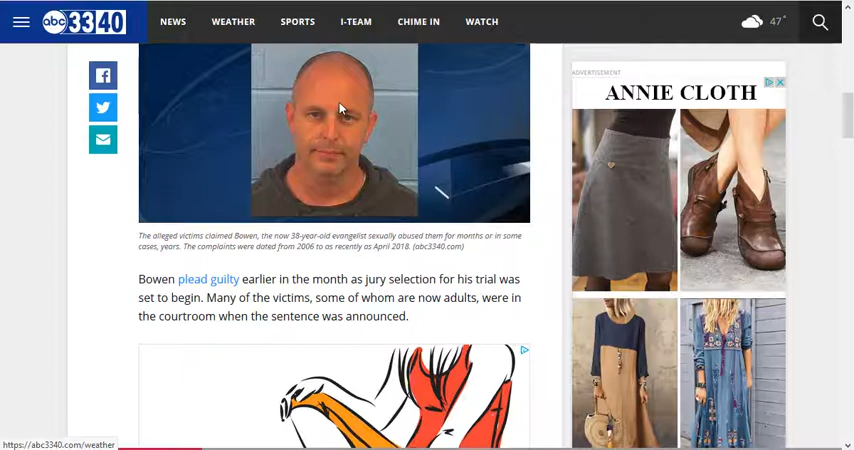 abc 33 40 NEWS WEATHER SPORTS I-TEAM CHIME IN WATCH 47°
ADVERTISEMENT
ANNIE CLOTH
The alleged victims claimed Bowen, the now 38-year-old evangelist sexually abused them for months or in some
cases, years. The complaints were dated from 2006 to as recently as April 2018. (abc3340.com)
Bowen plead guilty earlier in the month as jury selection for his trial was
set to begin. Many of the victims, some of whom are now adults, were in
the courtroom when the sentence was announced.
https://abc3340.com/weather